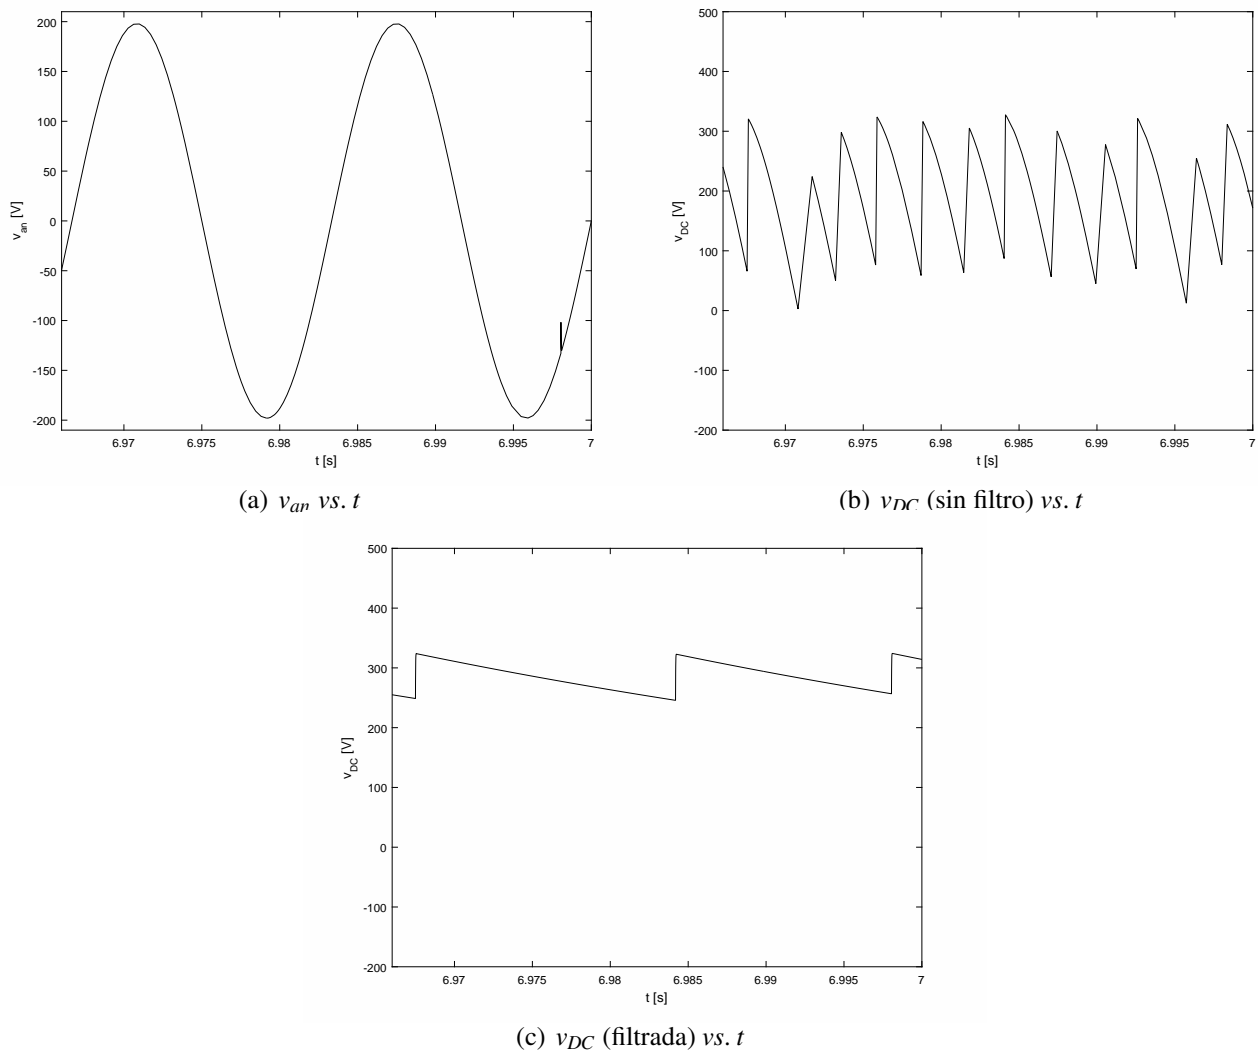 200
150
100
50
0
-50
-100
-150
-200
v_an [V]
6.97 6.975 6.98 6.985 6.99 6.995 7
t [s]
(a) v_an vs. t
500
400
300
200
100
0
-100
-200
v_DC [V]
6.97 6.975 6.98 6.985 6.99 6.995 7
t [s]
(b) v_DC (sin filtro) vs. t
500
400
300
200
100
0
-100
-200
v_DC [V]
6.97 6.975 6.98 6.985 6.99 6.995 7
t [s]
(c) v_DC (filtrada) vs. t